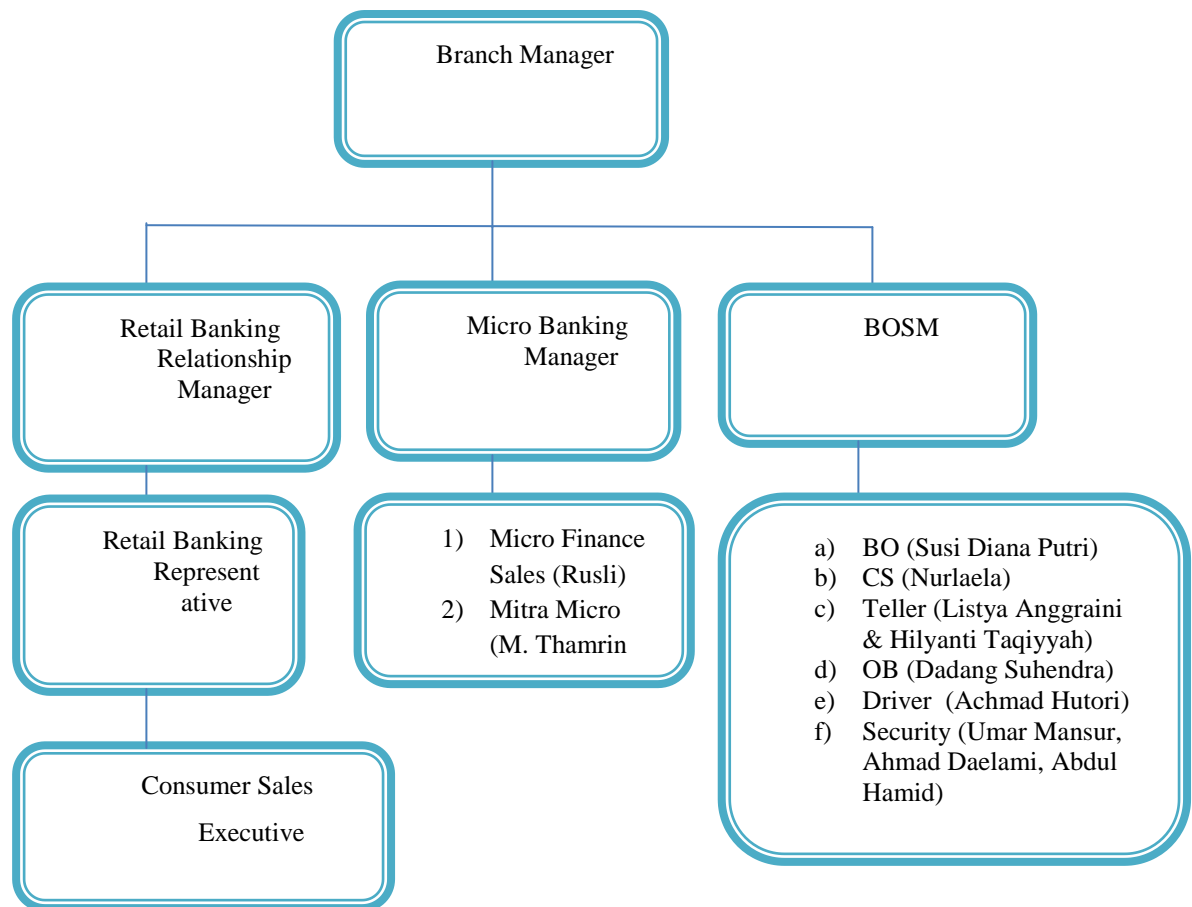 Branch Manager
Retail Banking
Relationship
Manager
Micro Banking
Manager
BOSM
Retail Banking
Represent
ative
1) Micro Finance
Sales (Rusli)
2) Mitra Micro
(M. Thamrin
a) BO (Susi Diana Putri)
b) CS (Nurlaela)
c) Teller (Listya Anggraini
& Hilyanti Taqiyyah)
d) OB (Dadang Suhendra)
e) Driver (Achmad Hutori)
f) Security (Umar Mansur,
Ahmad Daelami, Abdul
Hamid)
Consumer Sales
Executive